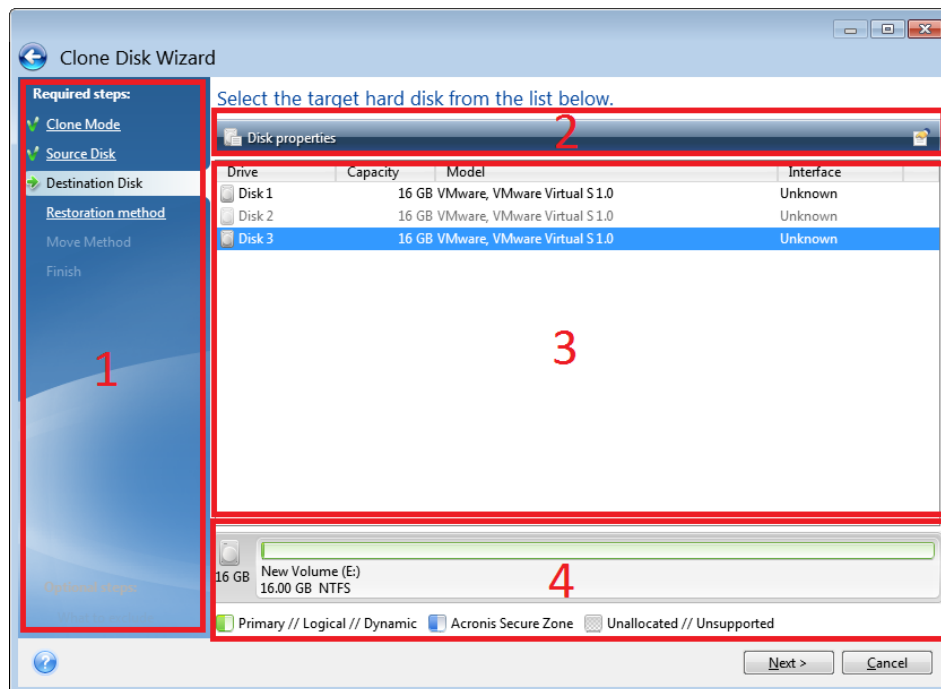 Clone Disk Wizard
Required steps:
Clone Mode
Source Disk
Destination Disk
Restoration method
Move Method
Finish
1
Select the target hard disk from the list below.
Disk properties
2
Drive Capacity Model Interface
Disk 1 16 GB VMware, VMware Virtual S 1.0 Unknown
Disk 2 16 GB VMware, VMware Virtual S 1.0 Unknown
Disk 3 16 GB VMware, VMware Virtual S 1.0 Unknown
3
16 GB
New Volume (E:)
16.00 GB NTFS
4
Primary // Logical // Dynamic Acronis Secure Zone Unallocated // Unsupported
Next > Cancel